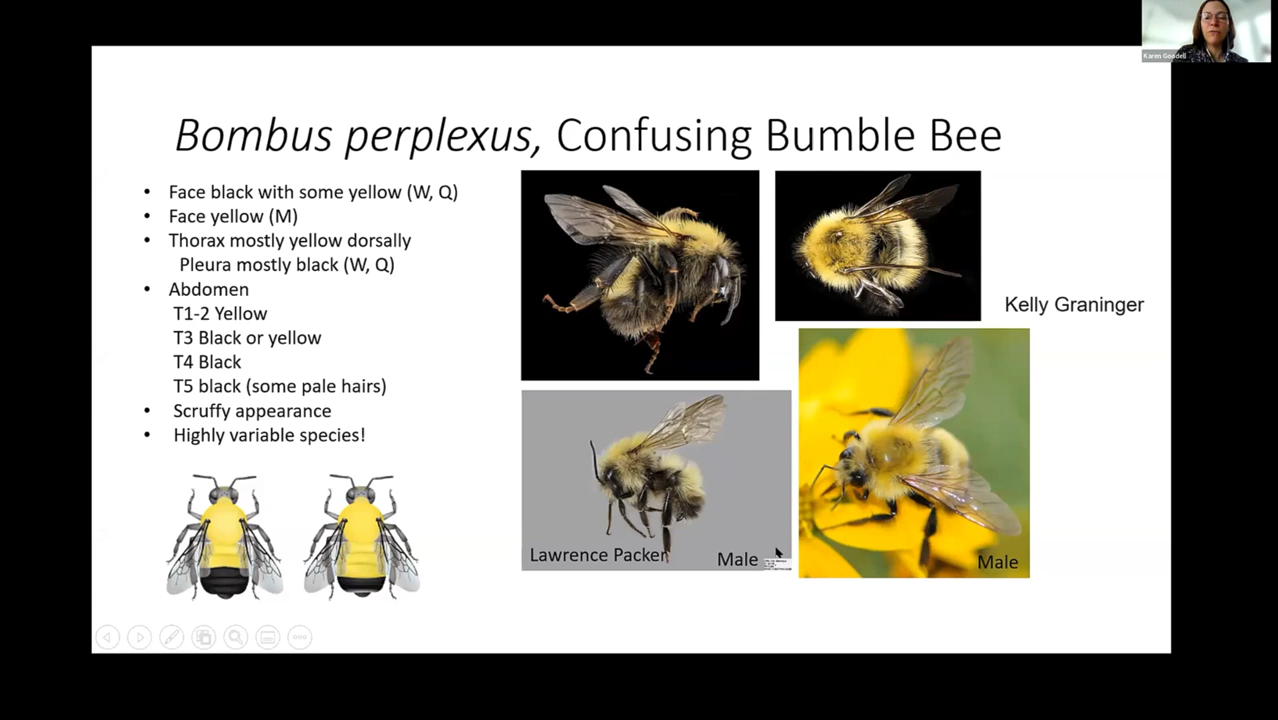 Karen Goodell
Bombus perplexus, Confusing Bumble Bee
• Face black with some yellow (W, Q)
• Face yellow (M)
• Thorax mostly yellow dorsally
Pleura mostly black (W, Q)
• Abdomen
T1-2 Yellow
T3 Black or yellow
T4 Black
T5 black (some pale hairs)
• Scruffy appearance
• Highly variable species!
Kelly Graninger
Lawrence Packer
Male
Male